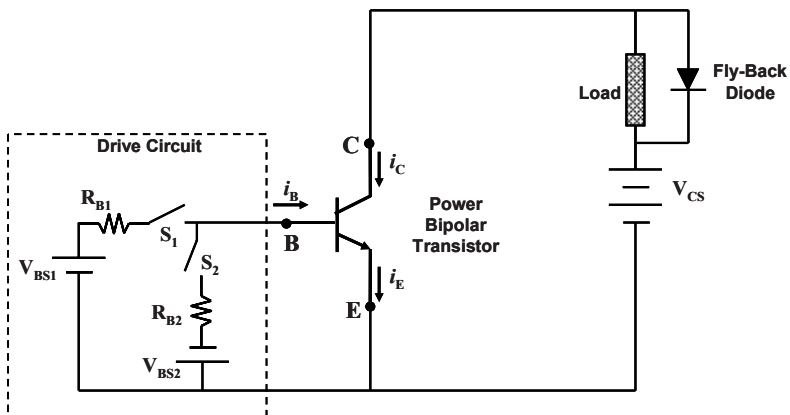 Drive Circuit
R_B1
S_1
V_BS1
S_2
R_B2
V_BS2
i_B
B
C
i_C
Power
Bipolar
Transistor
i_E
E
Load
Fly-Back
Diode
V_CS